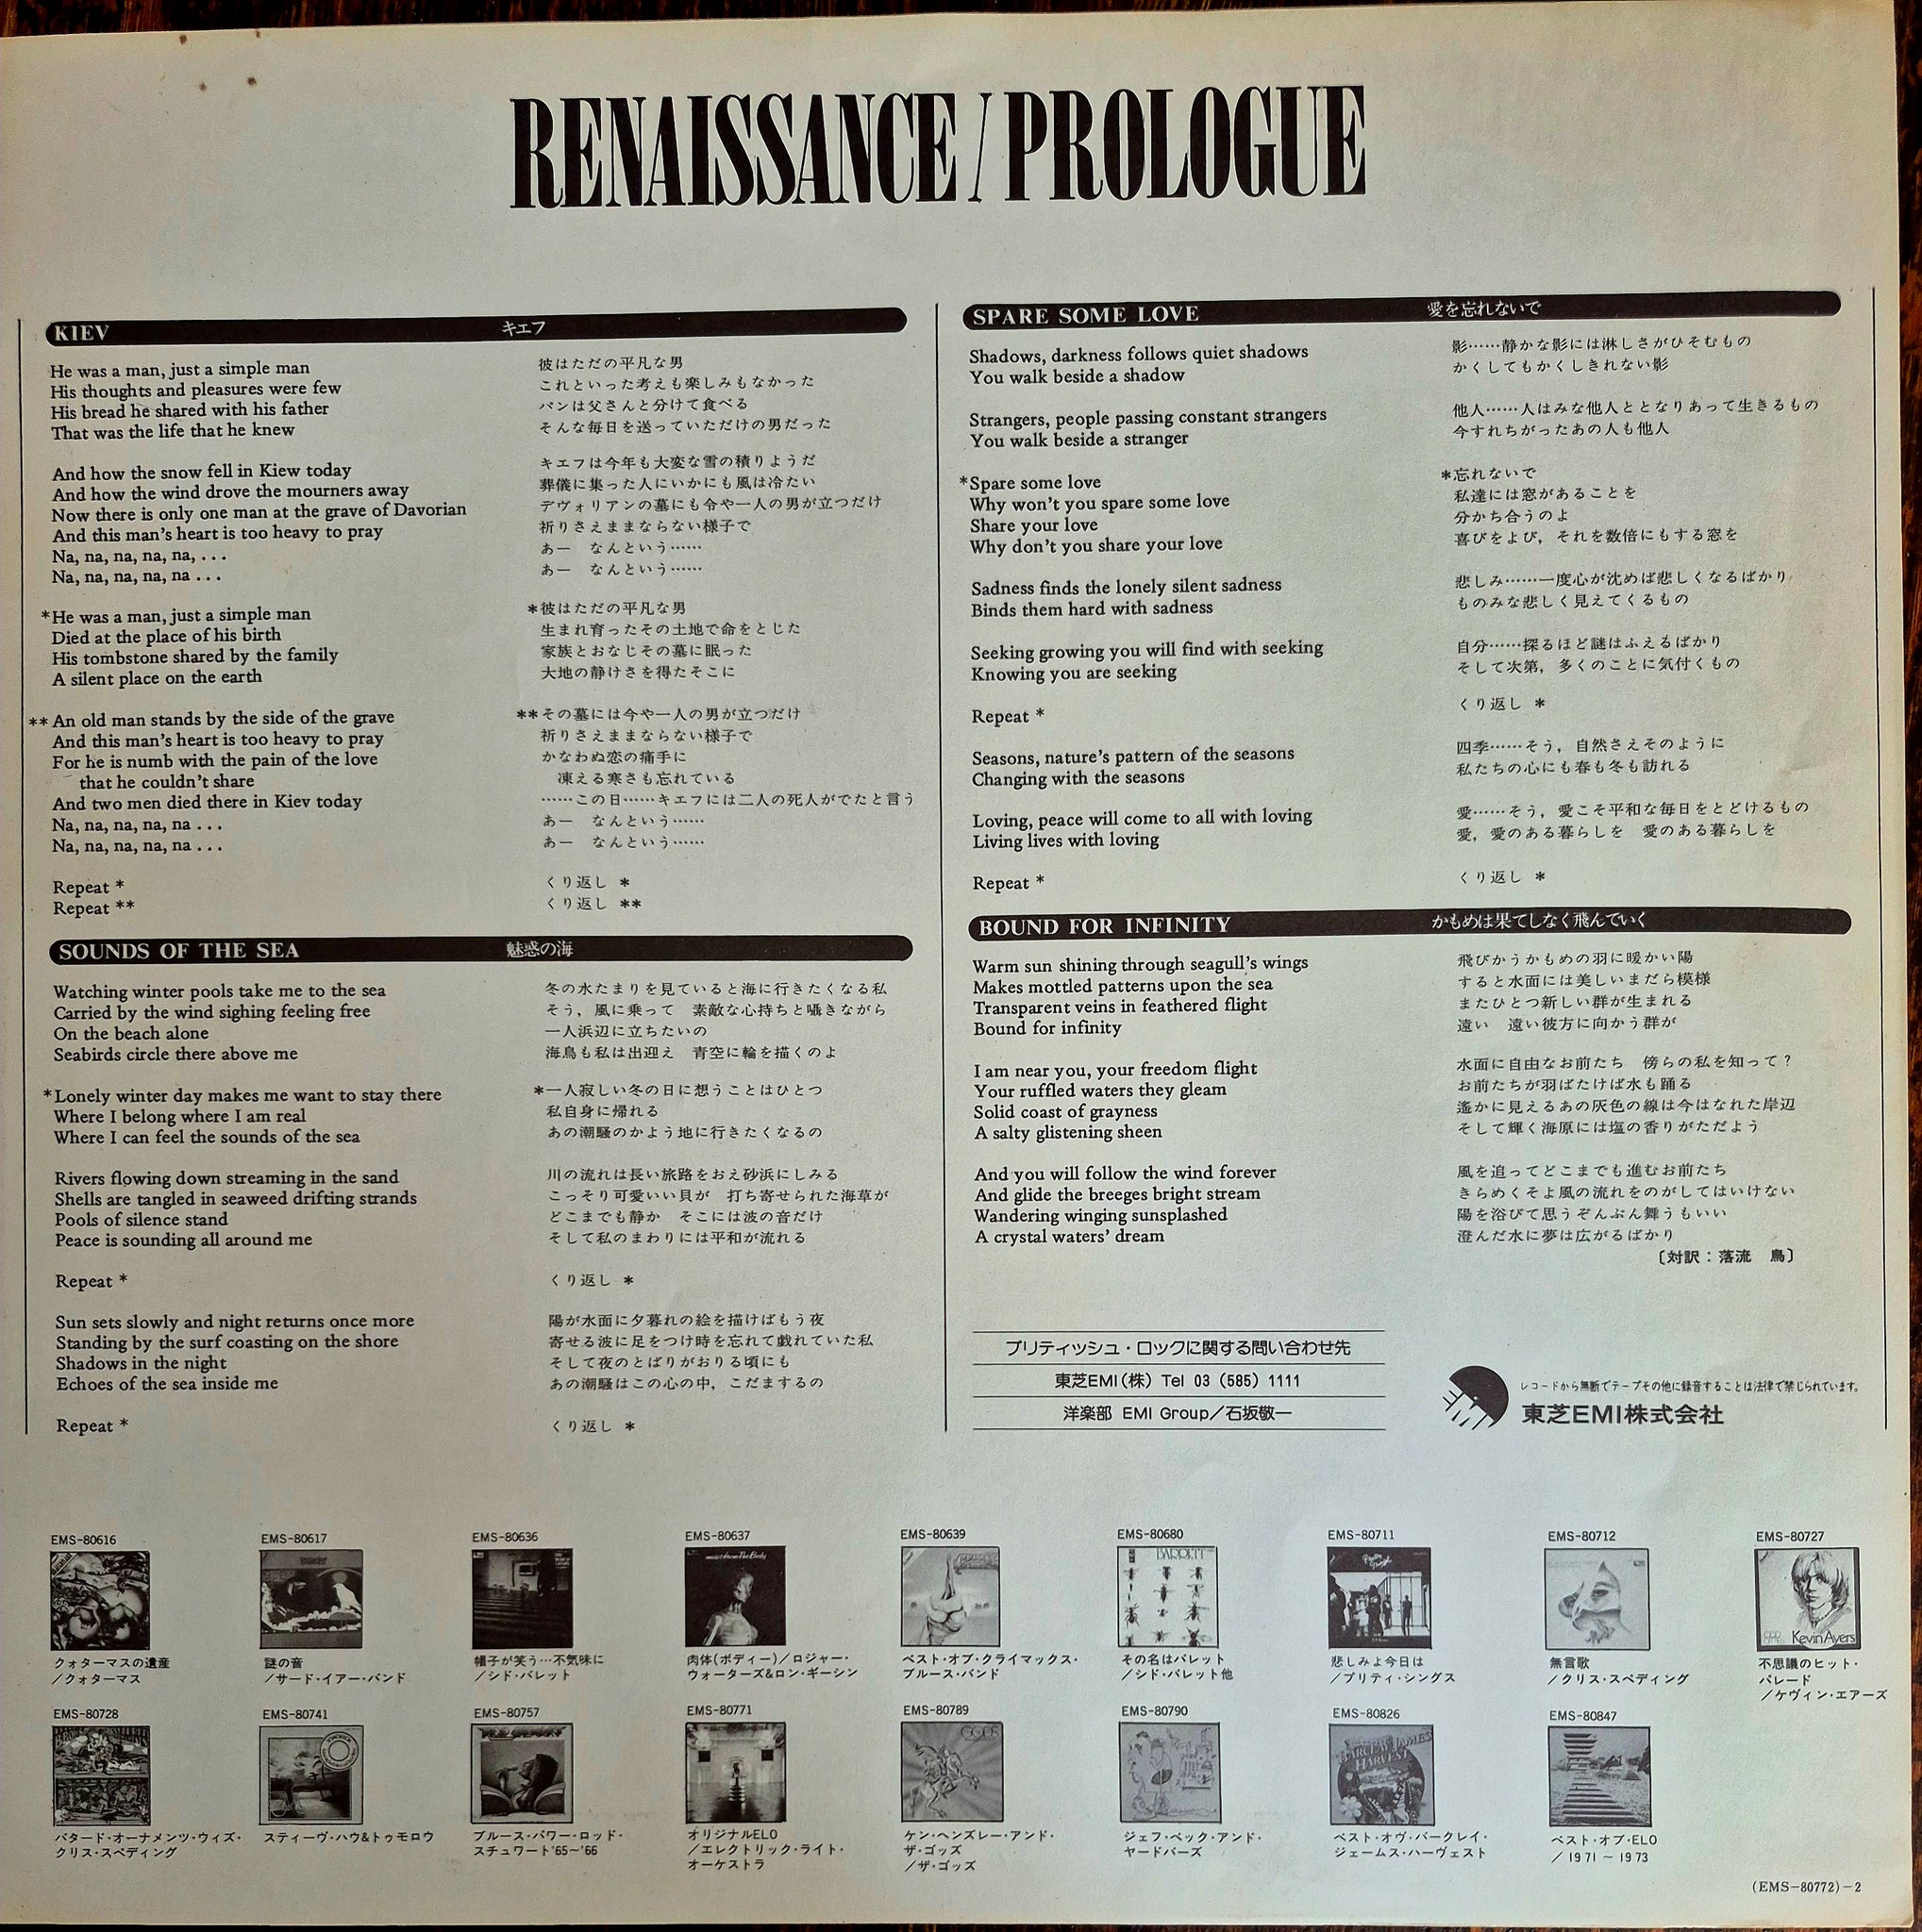 RENAISSANCE / PROLOGUE
KIEV キエフ
He was a man, just a simple man
His thoughts and pleasures were few
His bread he shared with his father
That was the life that he knew
And how the snow fell in Kiew today
And how the wind drove the mourners away
Now there is only one man at the grave of Davorian
And this man's heart is too heavy to pray
Na, na, na, na, na, . . .
Na, na, na, na, na . . .
*He was a man, just a simple man
Died at the place of his birth
His tombstone shared by the family
A silent place on the earth
** An old man stands by the side of the grave
And this man's heart is too heavy to pray
For he is numb with the pain of the love
that he couldn't share
And two men died there in Kiev today
Na, na, na, na, na . . .
Na, na, na, na, na . . .
Repeat *
Repeat **
彼はただの平凡な男
これといった考えも楽しみもなかった
パンは父さんと分けて食べる
そんな毎日を送っていただけの男だった
キエフは今年も大変な雪の積りようだ
葬儀に集った人にいかにも風は冷たい
デヴォリアンの墓にも今や一人の男が立つだけ
祈りさえままならない様子で
あー　なんという……
あー　なんという……
*彼はただの平凡な男
生まれ育ったその土地で命をとじた
家族とおなじその墓に眠った
大地の静けさを得たそこに
**その墓には今や一人の男が立つだけ
祈りさえままならない様子で
かなわぬ恋の痛手に
凍える寒さも忘れている
……この日……キエフには二人の死人がでたと言う
あー　なんという……
あー　なんという……
くり返し *
くり返し **
SOUNDS OF THE SEA 魅惑の海
Watching winter pools take me to the sea
Carried by the wind sighing feeling free
On the beach alone
Seabirds circle there above me
*Lonely winter day makes me want to stay there
Where I belong where I am real
Where I can feel the sounds of the sea
Rivers flowing down streaming in the sand
Shells are tangled in seaweed drifting strands
Pools of silence stand
Peace is sounding all around me
Repeat *
Sun sets slowly and night returns once more
Standing by the surf coasting on the shore
Shadows in the night
Echoes of the sea inside me
Repeat *
冬の水たまりを見ていると海に行きたくなる私
そう，風に乗って　素敵な心持ちと囁きながら
一人浜辺に立ちたいの
海鳥も私は出迎え　青空に輪を描くのよ
*一人寂しい冬の日に想うことはひとつ
私自身に帰れる
あの潮騒のかよう地に行きたくなるの
川の流れは長い旅路をおえ砂浜にしみる
こっそり可愛いい貝が　打ち寄せられた海草が
どこまでも静か　そこには波の音だけ
そして私のまわりには平和が流れる
くり返し *
陽が水面に夕暮れの絵を描けばもう夜
寄せる波に足をつけ時を忘れて戯れていた私
そして夜のとばりがおりる頃にも
あの潮騒はこの心の中，こだまするの
くり返し *
SPARE SOME LOVE 愛を忘れないで
Shadows, darkness follows quiet shadows
You walk beside a shadow
Strangers, people passing constant strangers
You walk beside a stranger
*Spare some love
Why won't you spare some love
Share your love
Why don't you share your love
Sadness finds the lonely silent sadness
Binds them hard with sadness
Seeking growing you will find with seeking
Knowing you are seeking
Repeat *
Seasons, nature's pattern of the seasons
Changing with the seasons
Loving, peace will come to all with loving
Living lives with loving
Repeat *
影……静かな影には淋しさがひそむもの
かくしてもかくしきれない影
他人……人はみな他人ととなりあって生きるもの
今すれちがったあの人も他人
*忘れないで
私達には窓があることを
分かち合うのよ
喜びをよび，それを数倍にもする窓を
悲しみ……一度心が沈めば悲しくなるばかり
ものみな悲しく見えてくるもの
自分……探るほど謎はふえるばかり
そして次第，多くのことに気付くもの
くり返し *
四季……そう，自然さえそのように
私たちの心にも春も冬も訪れる
愛……そう，愛こそ平和な毎日をとどけるもの
愛，愛のある暮らしを　愛のある暮らしを
くり返し *
BOUND FOR INFINITY かもめは果てしなく飛んでいく
Warm sun shining through seagull's wings
Makes mottled patterns upon the sea
Transparent veins in feathered flight
Bound for infinity
I am near you, your freedom flight
Your ruffled waters they gleam
Solid coast of grayness
A salty glistening sheen
And you will follow the wind forever
And glide the breeges bright stream
Wandering winging sunsplashed
A crystal waters' dream
飛びかうかもめの羽に暖かい陽
すると水面には美しいまだら模様
またひとつ新しい群が生まれる
遠い　遠い彼方に向かう群が
水面に自由なお前たち　傍らの私を知って？
お前たちが羽ばたけば水も踊る
遙かに見えるあの灰色の線は今はなれた岸辺
そして輝く海原には塩の香りがただよう
風を追ってどこまでも進むお前たち
きらめくそよ風の流れをのがしてはいけない
陽を浴びて思うぞんぶん舞うもいい
澄んだ水に夢は広がるばかり
〔対訳：落流　鳥〕
ブリティッシュ・ロックに関する問い合わせ先
東芝EMI(株) Tel 03 (585) 1111
洋楽部 EMI Group／石坂敬一
レコードから無断でテープその他に録音することは法律で禁じられています。
東芝EMI株式会社
EMS-80616
クォターマスの遺産
／クォターマス
EMS-80617
謎の音
／サード・イアー・バンド
EMS-80636
帽子が笑う…不気味に
／シド・バレット
EMS-80637
肉体(ボディー)／ロジャー・
ウォーターズ&ロン・ギーシン
EMS-80639
ベスト・オブ・クライマックス・
ブルース・バンド
EMS-80680
BARRETT
その名はバレット
／シド・バレット他
EMS-80711
悲しみよ今日は
／プリティ・シングス
EMS-80712
無言歌
／クリス・スペディング
EMS-80727
Kevin Ayers
不思議のヒット・
パレード
／ケヴィン・エアーズ
EMS-80728
バタード・オーナメンツ・ウィズ・
クリス・スペディング
EMS-80741
スティーヴ・ハウ&トゥモロウ
EMS-80757
ブルース・パワー・ロッド・
スチュワート'65〜'66
EMS-80771
オリジナルELO
／エレクトリック・ライト・
オーケストラ
EMS-80789
GODS
ケン・ヘンズレー・アンド・
ザ・ゴッズ
／ザ・ゴッズ
EMS-80790
ジェフ・ベック・アンド・
ヤードバーズ
EMS-80826
BARCLAY JAMES
HARVEST
ベスト・オヴ・バークレイ・
ジェームス・ハーヴェスト
EMS-80847
ベスト・オブ・ELO
／1971〜1973
(EMS-80772)-2